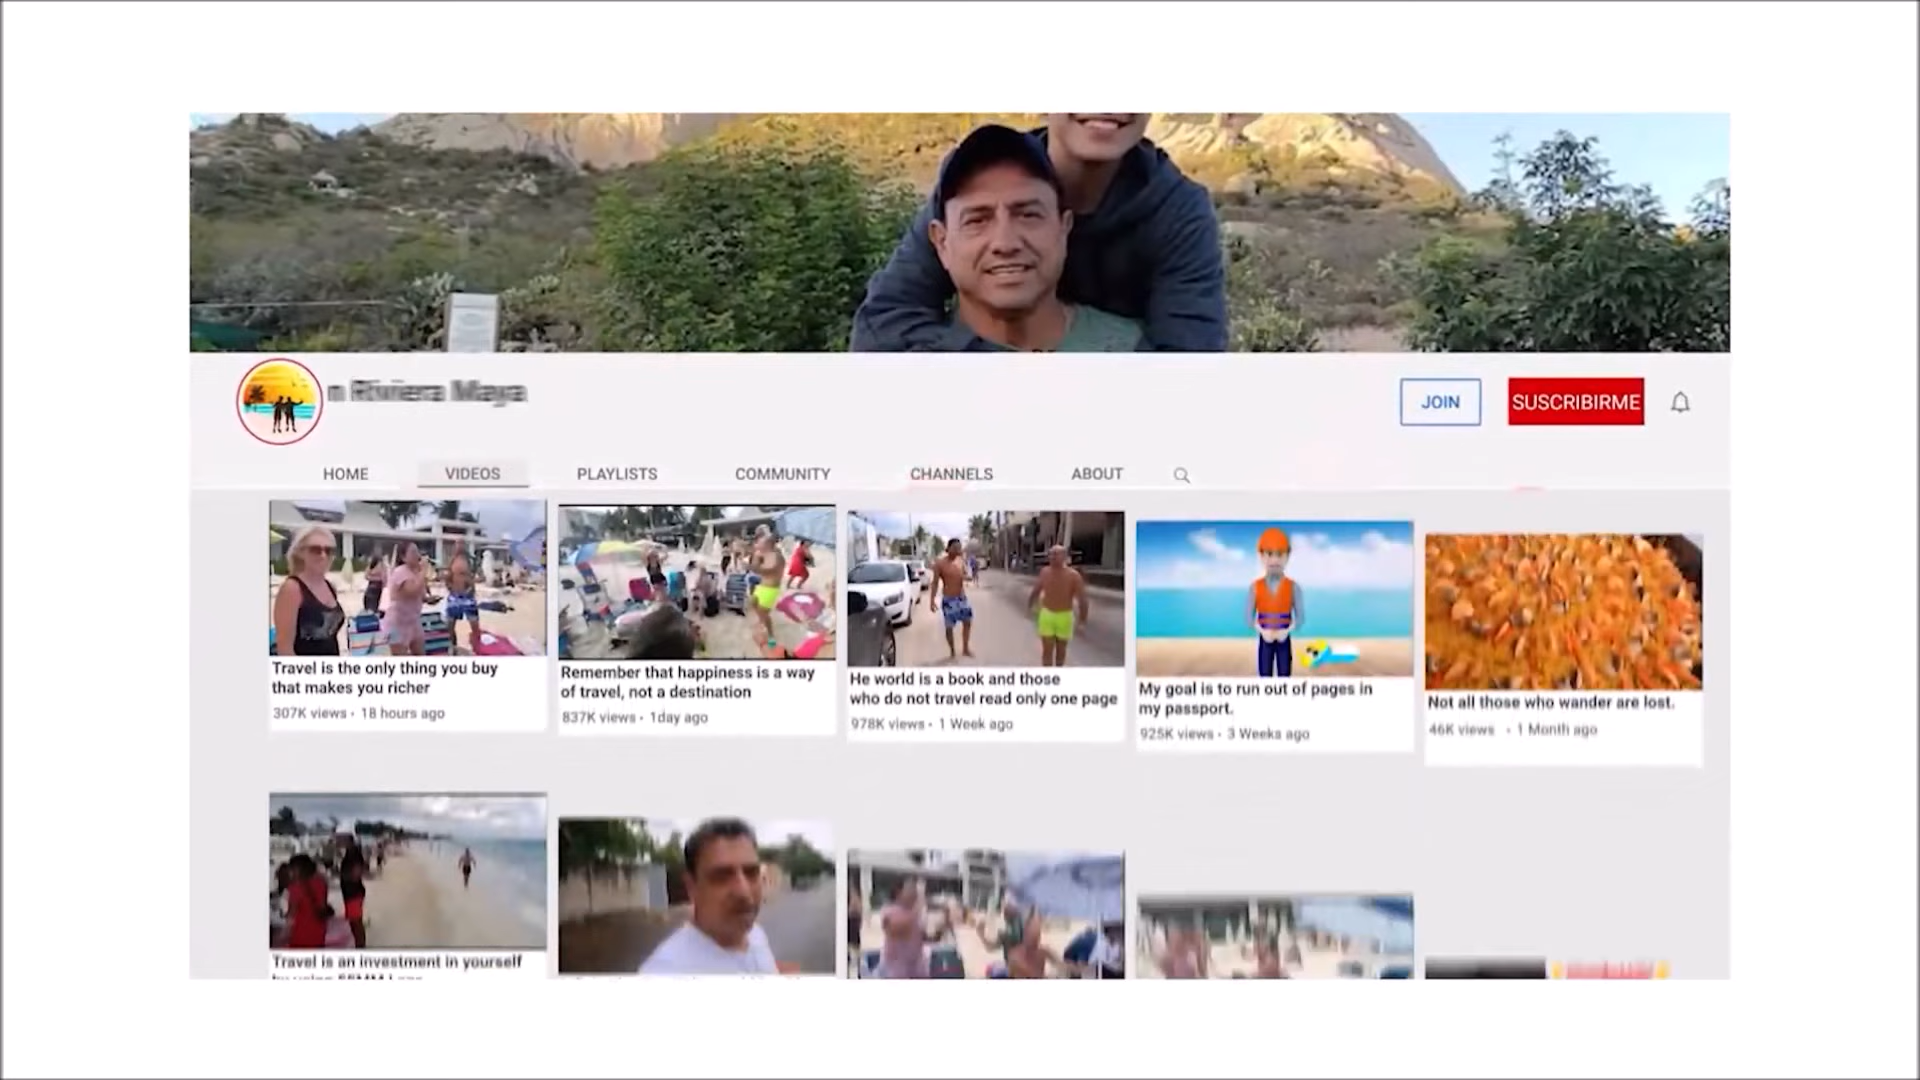 n Riviera Maya
JOIN
SUSCRIBIRME
HOME
VIDEOS
PLAYLISTS
COMMUNITY
CHANNELS
ABOUT
Travel is the only thing you buy
that makes you richer
307K views • 18 hours ago
Remember that happiness is a way
of travel, not a destination
837K views • 1day ago
He world is a book and those
who do not travel read only one page
978K views • 1 Week ago
My goal is to run out of pages in
my passport.
925K views • 3 Weeks ago
Not all those who wander are lost.
46K views • 1 Month ago
Travel is an investment in yourself